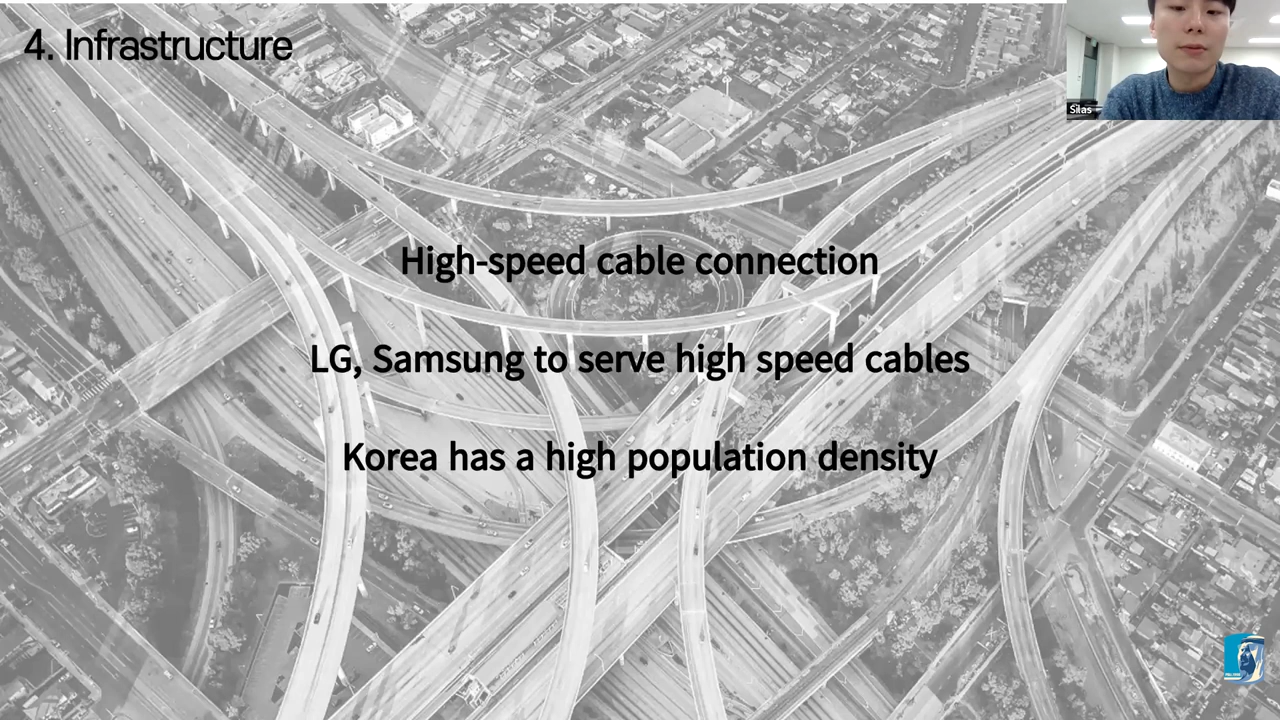 4. Infrastructure
Silas
High-speed cable connection
LG, Samsung to serve high speed cables
Korea has a high population density